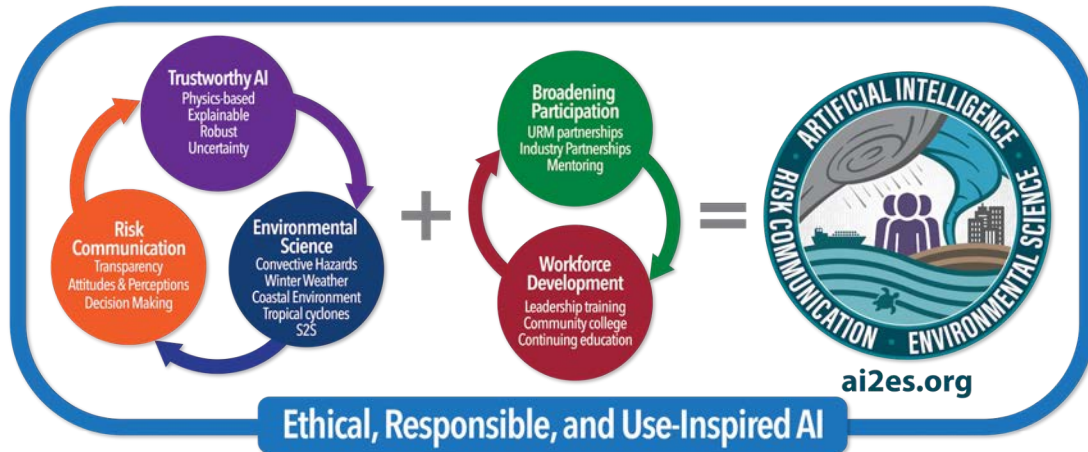 Trustworthy AI
Physics-based
Explainable
Robust
Uncertainty
Risk
Communication
Transparency
Attitudes & Perceptions
Decision Making
Environmental
Science
Convective Hazards
Winter Weather
Coastal Environment
Tropical cyclones
S2S
+
Broadening
Participation
URM partnerships
Industry Partnerships
Mentoring
Workforce
Development
Leadership training
Community college
Continuing education
=
ARTIFICIAL INTELLIGENCE
RISK COMMUNICATION
ENVIRONMENTAL SCIENCE
ai2es.org
Ethical, Responsible, and Use-Inspired AI